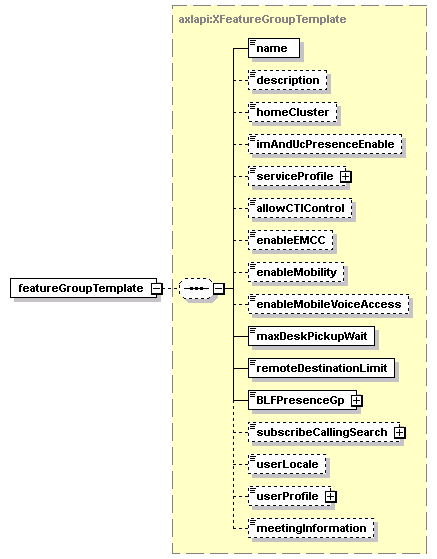 axlapi:XFeatureGroupTemplate
name
description
homeCluster
imAndUcPresenceEnable
serviceProfile
allowCTIControl
enableEMCC
enableMobility
featureGroupTemplate
enableMobileVoiceAccess
maxDeskPickupWait
remoteDestinationLimit
BLFPresenceGp
subscribeCallingSearch
userLocale
userProfile
meetingInformation